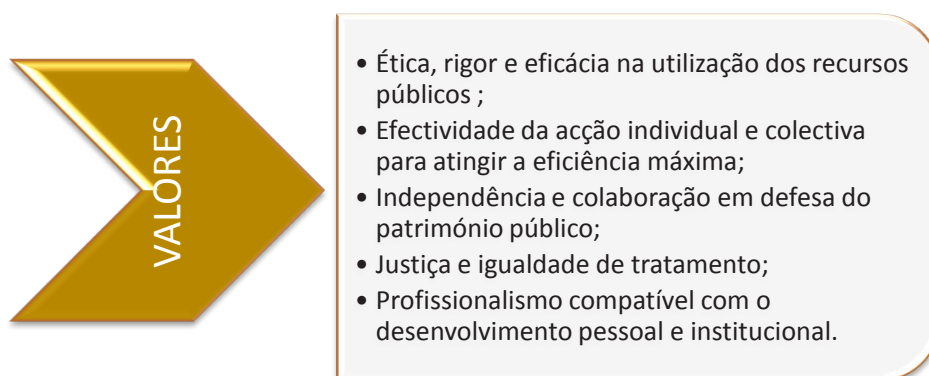 VALORES
• Ética, rigor e eficácia na utilização dos recursos
públicos ;
• Efectividade da acção individual e colectiva
para atingir a eficiência máxima;
• Independência e colaboração em defesa do
património público;
• Justiça e igualdade de tratamento;
• Profissionalismo compatível com o
desenvolvimento pessoal e institucional.